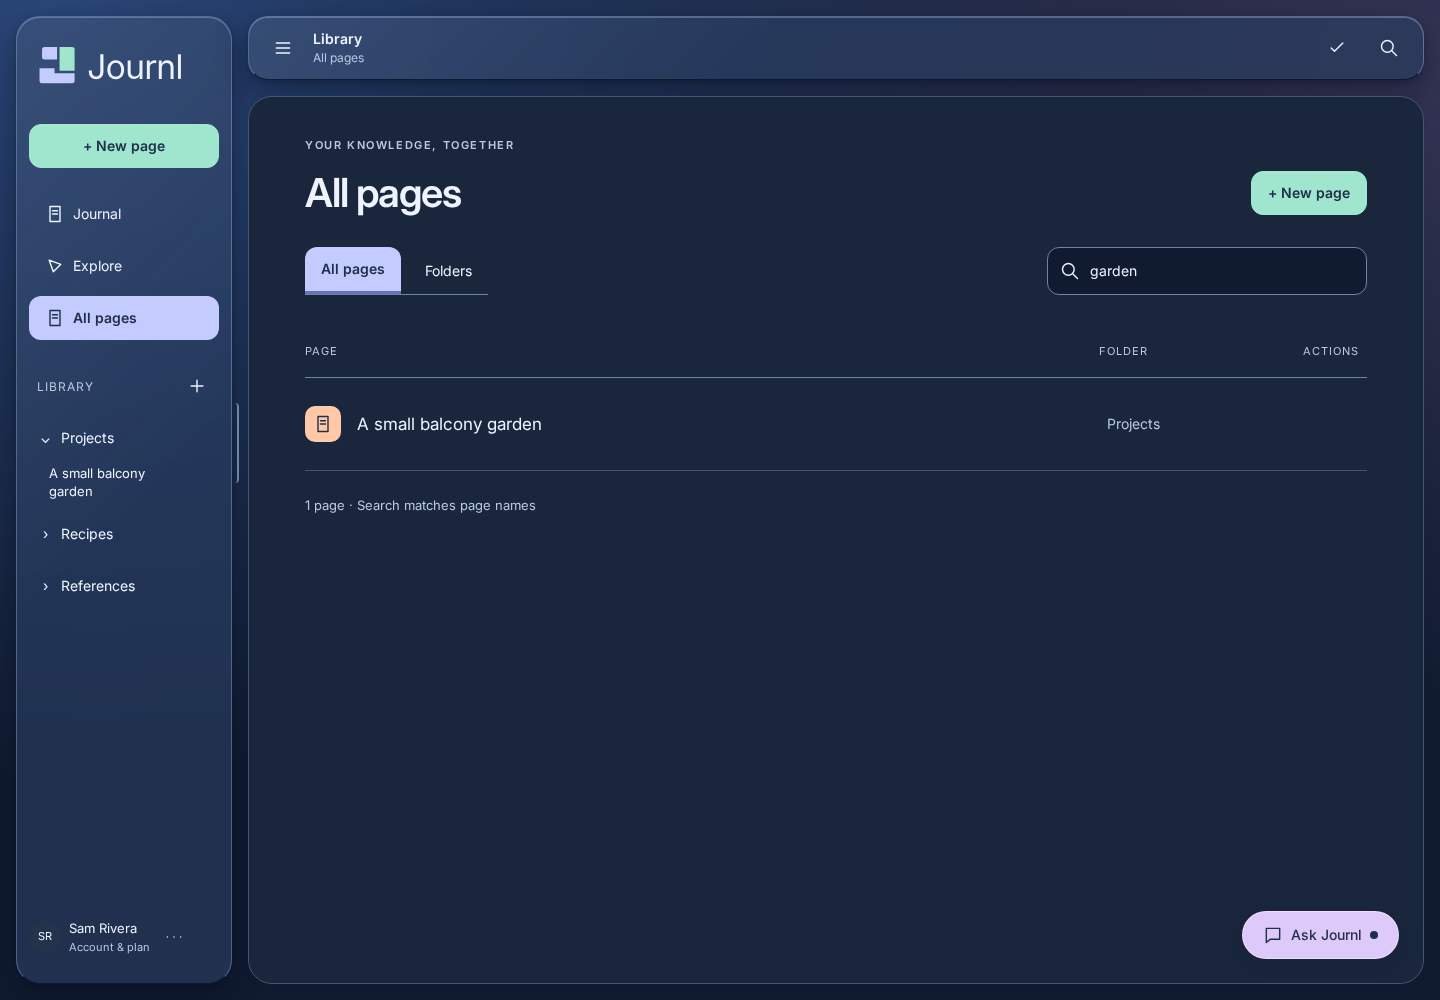 Journl
+ New page
Journal
Explore
All pages
LIBRARY
Projects
A small balcony
garden
Recipes
References
SR
Sam Rivera
Account & plan
...
Library
All pages
YOUR KNOWLEDGE, TOGETHER
All pages
+ New page
All pages
Folders
garden
PAGE
FOLDER
ACTIONS
A small balcony garden
Projects
1 page · Search matches page names
Ask Journl